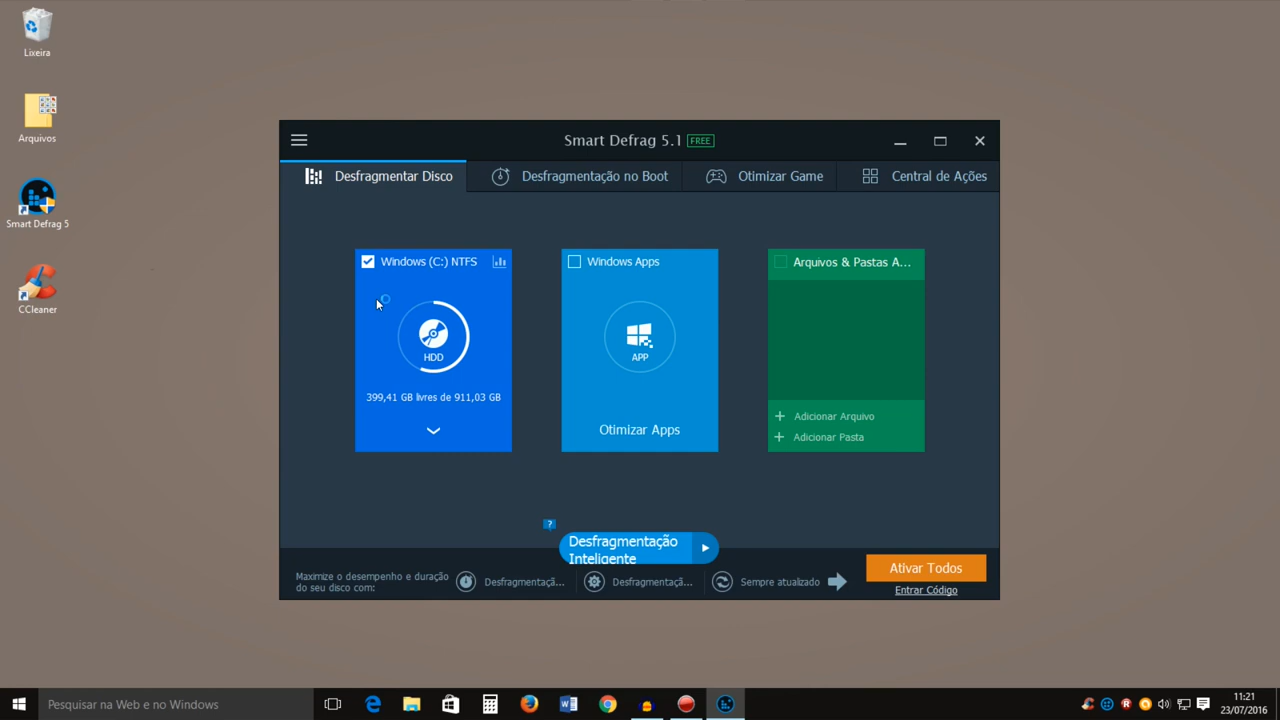 Lixeira
Arquivos
Smart Defrag 5
CCleaner
Smart Defrag 5.1 FREE
Desfragmentar Disco
Desfragmentação no Boot
Otimizar Game
Central de Ações
Windows (C:) NTFS
HDD
399,41 GB livres de 911,03 GB
Windows Apps
APP
Otimizar Apps
Arquivos & Pastas A...
+ Adicionar Arquivo
+ Adicionar Pasta
?
Desfragmentação
Inteligente
Maximize o desempenho e duração
do seu disco com:
Desfragmentaçã...
Desfragmentaçã...
Sempre atualizado
Ativar Todos
Entrar Código
Pesquisar na Web e no Windows
11:21
23/07/2016